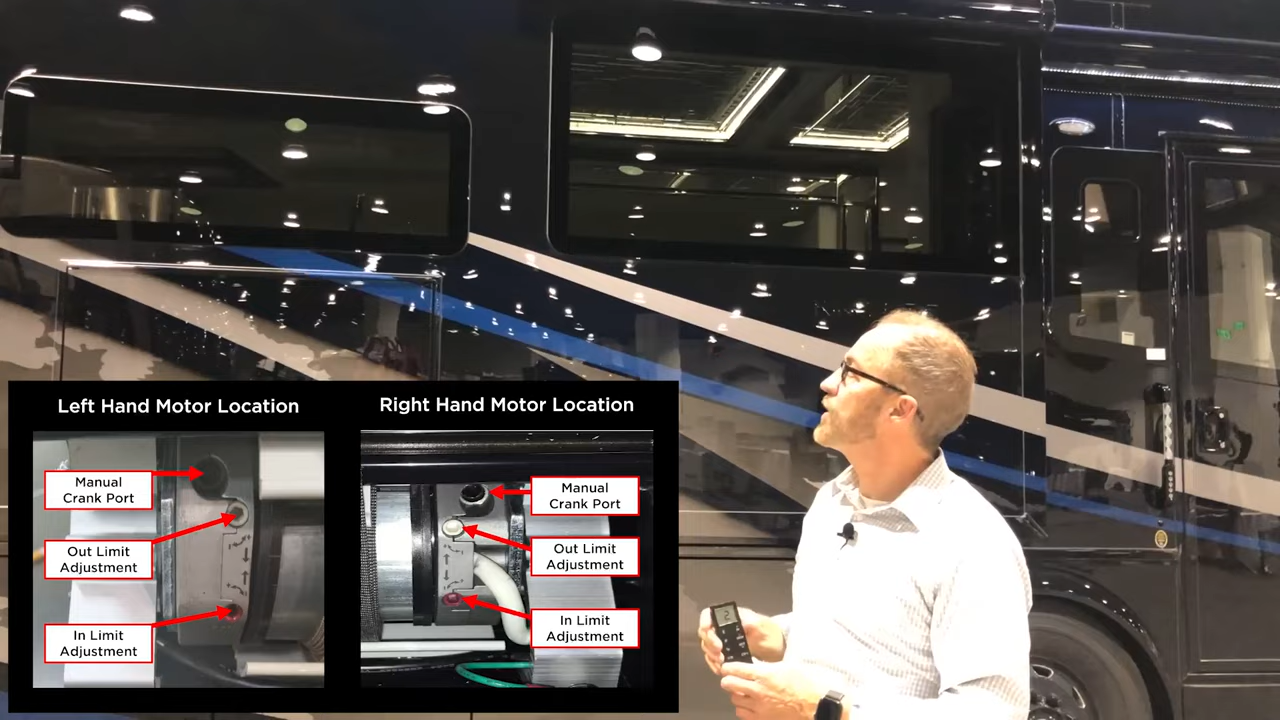 Left Hand Motor Location
Manual
Crank Port
Out Limit
Adjustment
In Limit
Adjustment
Right Hand Motor Location
Manual
Crank Port
Out Limit
Adjustment
In Limit
Adjustment